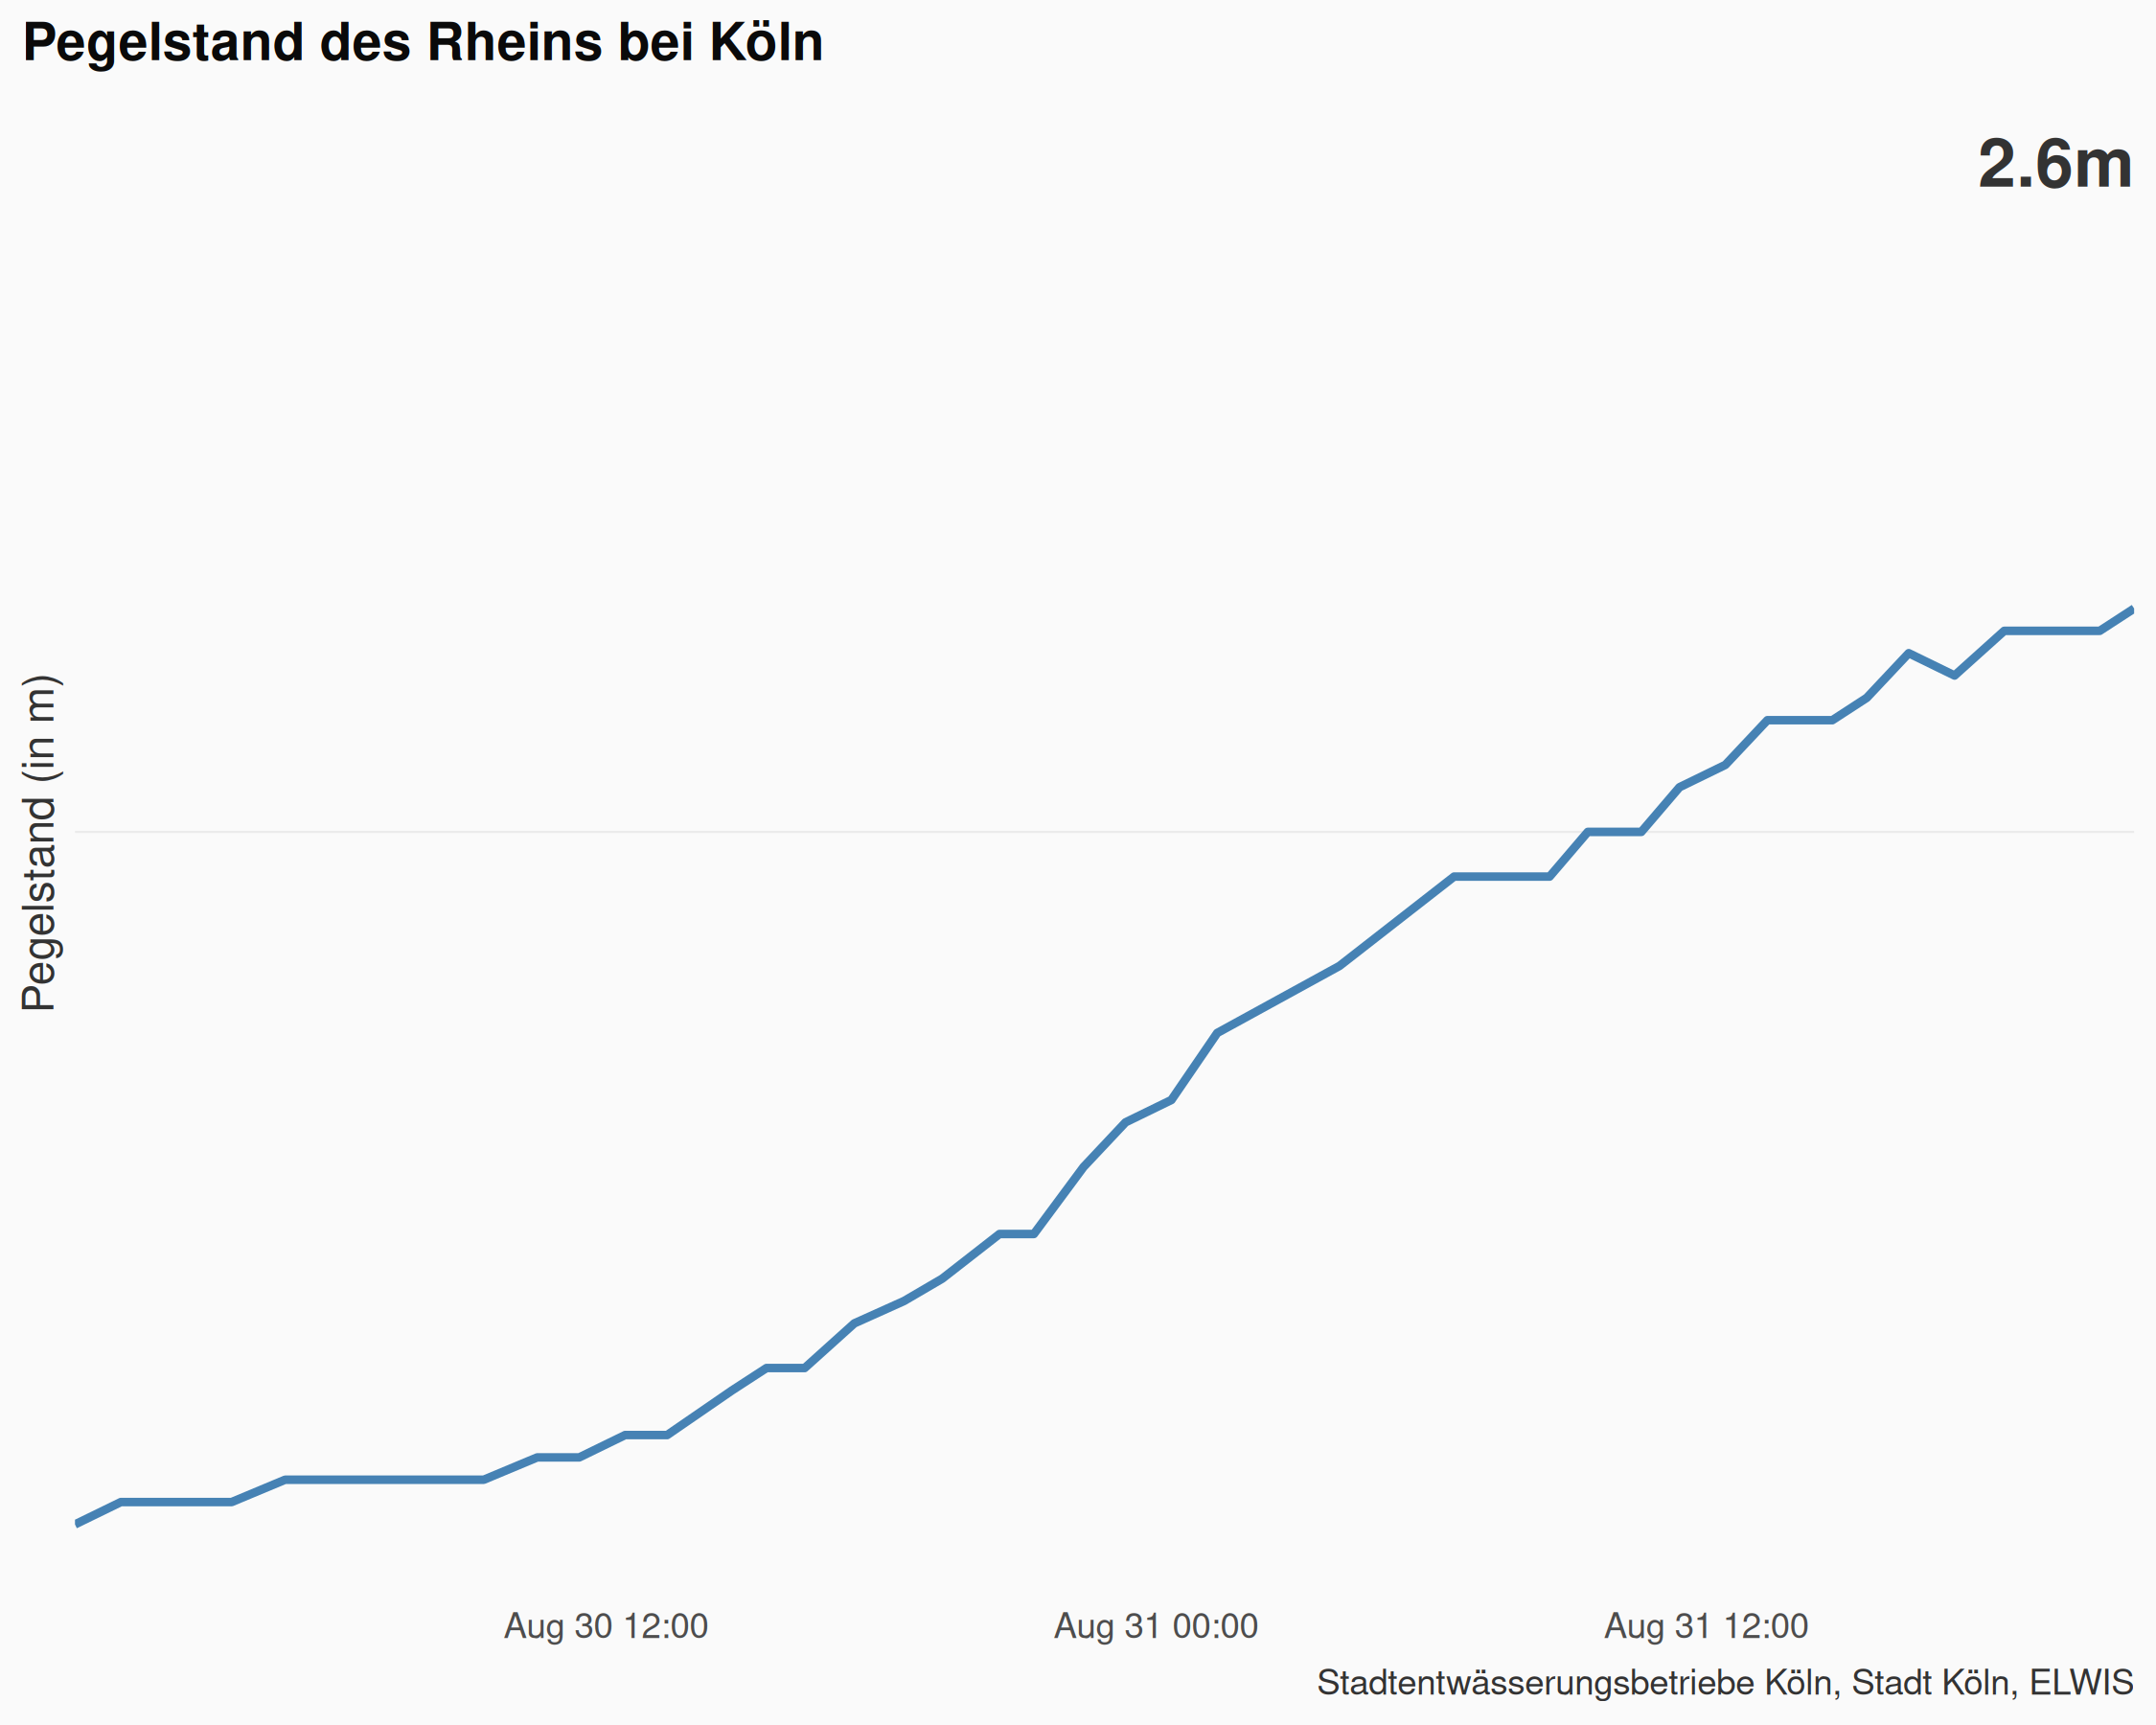 Pegelstand des Rheins bei Köln
2.6m
Pegelstand (in m)
Aug 30 12:00
Aug 31 00:00
Aug 31 12:00
Stadtentwässerungsbetriebe Köln, Stadt Köln, ELWIS